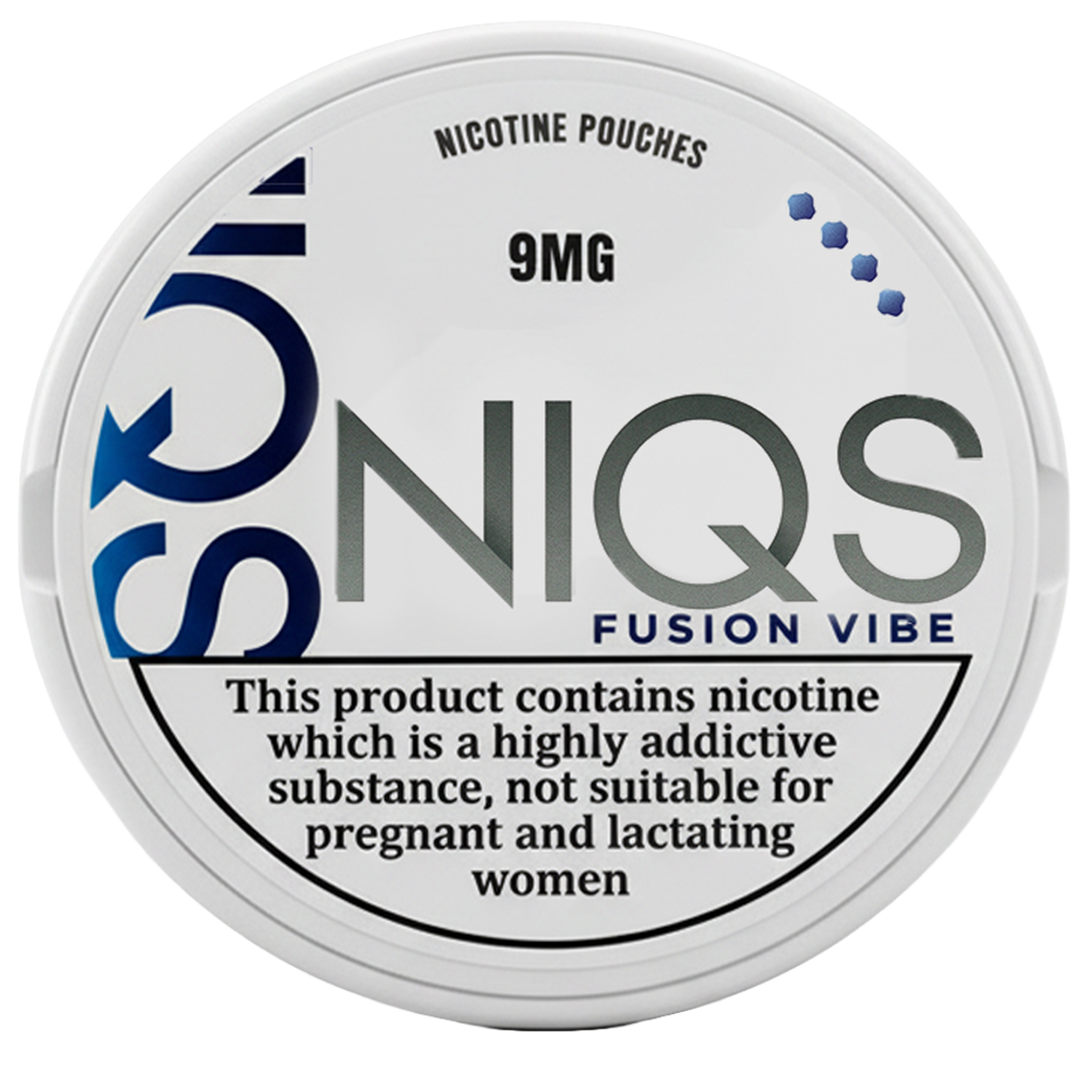 NICOTINE POUCHES
9MG
NIQS
NIQS
FUSION VIBE
This product contains nicotine
which is a highly addictive
substance, not suitable for
pregnant and lactating
women